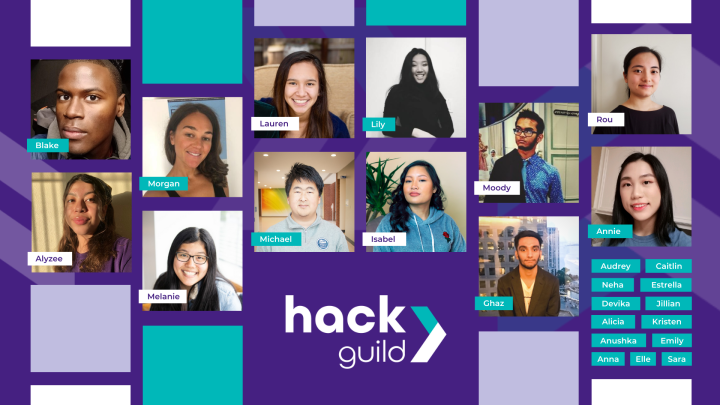 Blake
Alyzee
Morgan
Melanie
Lauren
Michael
Lily
Isabel
Moody
Ghaz
Rou
Annie
Audrey Caitlin
Neha Estrella
Devika Jillian
Alicia Kristen
Anushka Emily
Anna Elle Sara
hack
guild